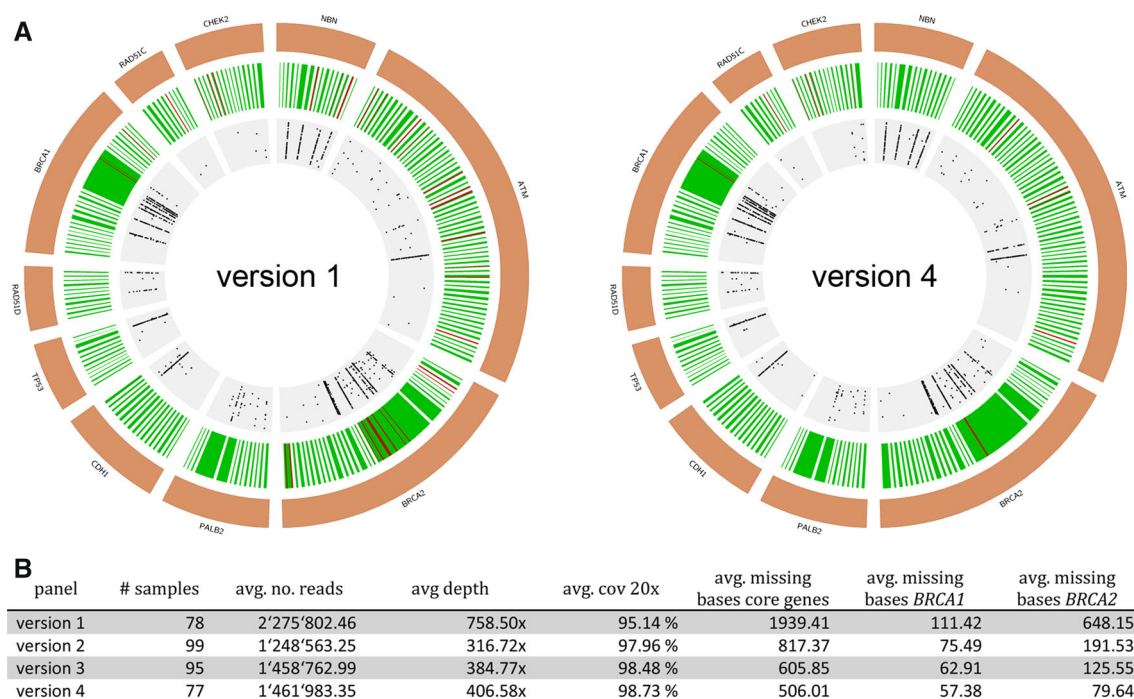 A
CHEK2
NBN
RAD51C
BRCA1
ATM
RAD51D
TP53
CDH1
PALB2
BRCA2
version 1
CHEK2
NBN
RAD51C
BRCA1
ATM
RAD51D
TP53
CDH1
PALB2
BRCA2
version 4
B
panel # samples avg. no. reads avg depth avg. cov 20x avg. missing bases core genes avg. missing bases BRCA1 avg. missing bases BRCA2
version 1 78 2‘275‘802.46 758.50x 95.14 % 1939.41 111.42 648.15
version 2 99 1‘248‘563.25 316.72x 97.96 % 817.37 75.49 191.53
version 3 95 1‘458‘762.99 384.77x 98.48 % 605.85 62.91 125.55
version 4 77 1‘461‘983.35 406.58x 98.73 % 506.01 57.38 79.64